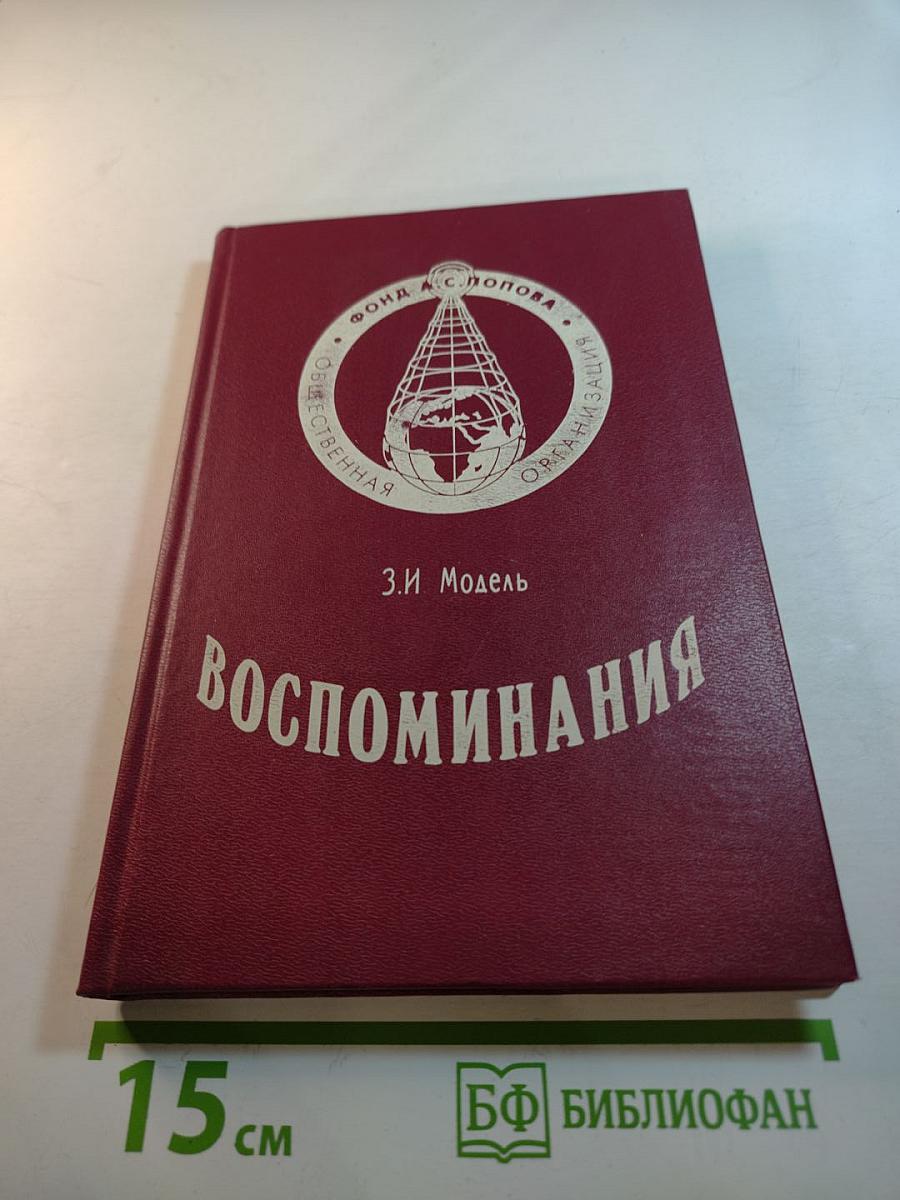 ФОНД А.С.ПОПОВА
ОБЩЕСТВЕННАЯ ОРГАНИЗАЦИЯ
З.И Модель
ВОСПОМИНАНИЯ
15 см
БФ БИБЛИОФАН